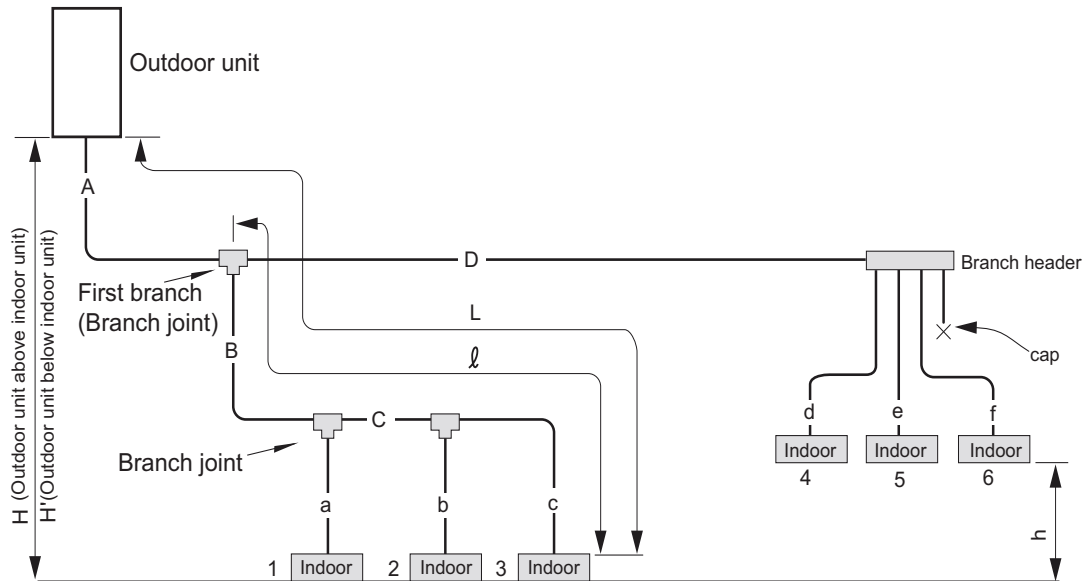 Outdoor unit
A
First branch
(Branch joint)
D
Branch header
L
ℓ
B
cap
C
d
e
f
Indoor
Indoor
Indoor
4
5
6
Branch joint
a
b
c
h
1
Indoor
2
Indoor
3
Indoor
H (Outdoor unit above indoor unit)
H'(Outdoor below indoor unit)